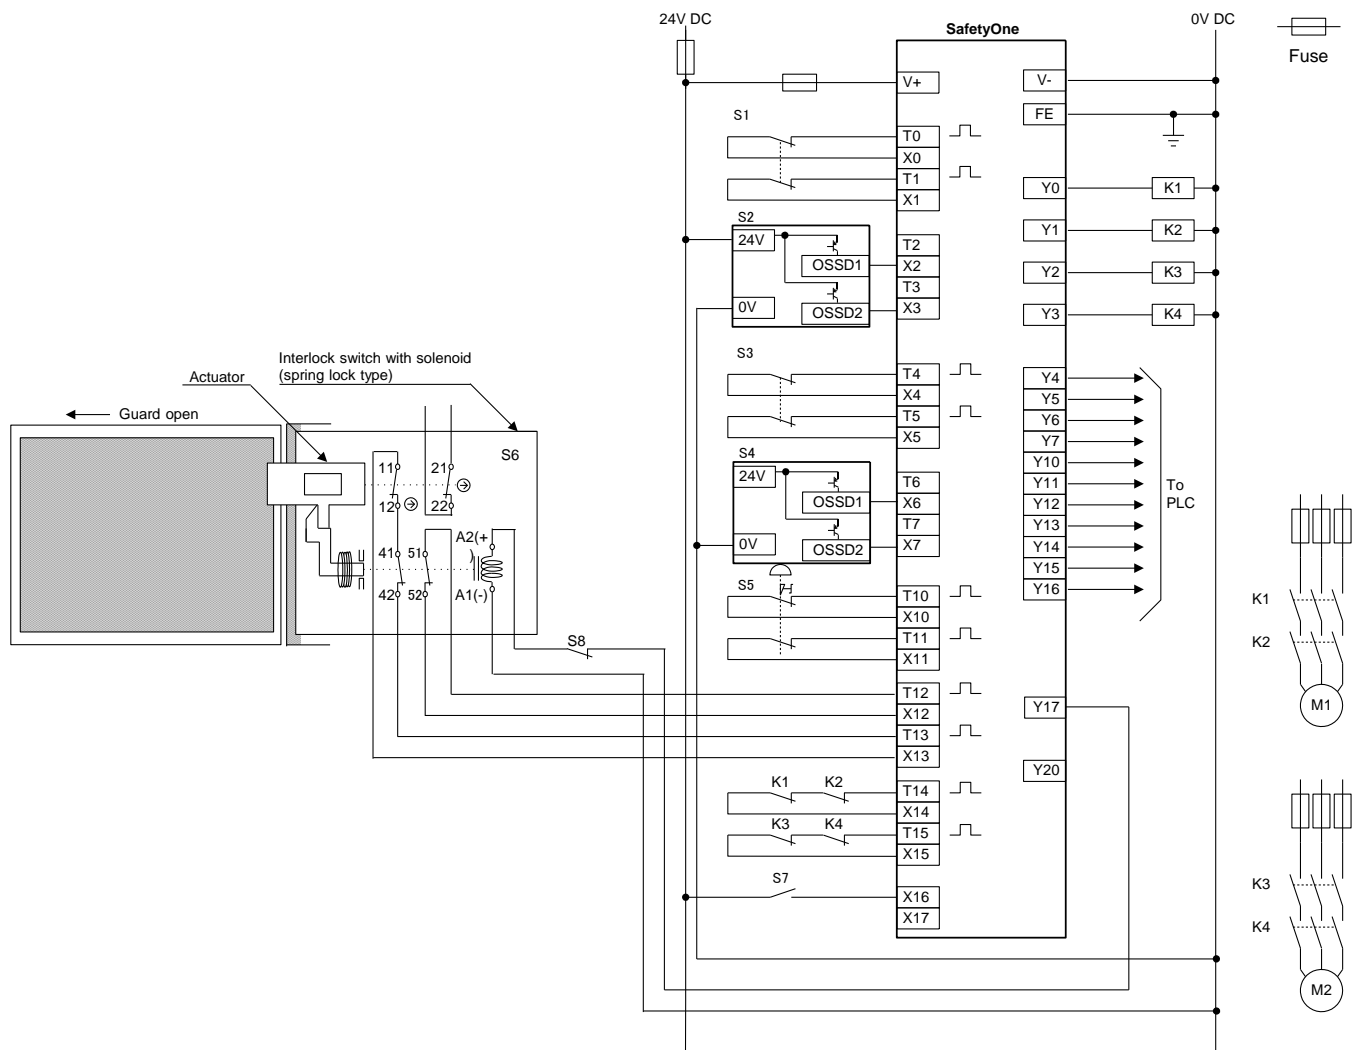 24V DC
0V DC
SafetyOne
Fuse
V+
V-
FE
S1
T0
X0
T1
X1
Y0
K1
Y1
K2
Y2
K3
Y3
K4
S2
24V
OSSD1
0V
OSSD2
T2
X2
T3
X3
S3
T4
X4
T5
X5
Y4
Y5
Y6
Y7
Y10
Y11
Y12
Y13
Y14
Y15
Y16
To
PLC
Interlock switch with solenoid
(spring lock type)
Actuator
Guard open
S6
11
21
12
22
41
51
42
52
A2(+
)
A1(-)
S4
24V
OSSD1
0V
OSSD2
T6
X6
T7
X7
S5
T10
X10
T11
X11
S8
T12
X12
T13
X13
Y17
Y20
K1
K2
T14
X14
K3
K4
T15
X15
S7
X16
X17
K1
K2
M1
K3
K4
M2